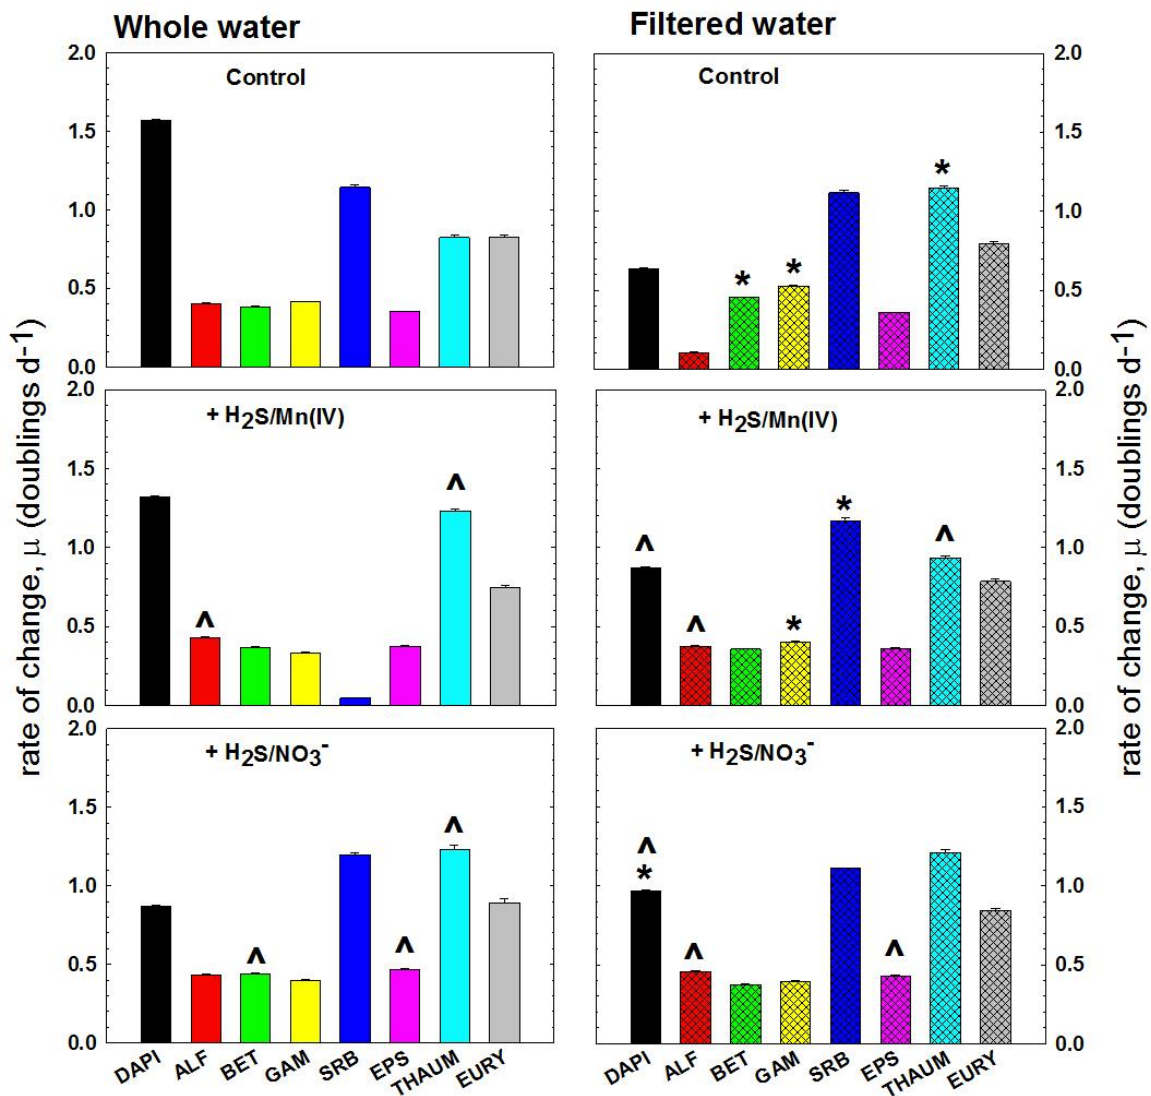 Whole water
Filtered water
rate of change, μ (doublings d-1)
2.0
1.5
1.0
0.5
0.0
Control
2.0
1.5
1.0
0.5
0.0
+ H2S/Mn(IV)
^
^
2.0
1.5
1.0
0.5
0.0
+ H2S/NO3-
^
^
^
DAPI
ALF
BET
GAM
SRB
EPS
THAUM
EURY
Control
*
*
*
2.0
1.5
1.0
0.5
0.0
+ H2S/Mn(IV)
^
^
*
*
^
2.0
1.5
1.0
0.5
0.0
+ H2S/NO3-
^
*
^
^
2.0
1.5
1.0
0.5
0.0
DAPI
ALF
BET
GAM
SRB
EPS
THAUM
EURY
rate of change, μ (doublings d-1)